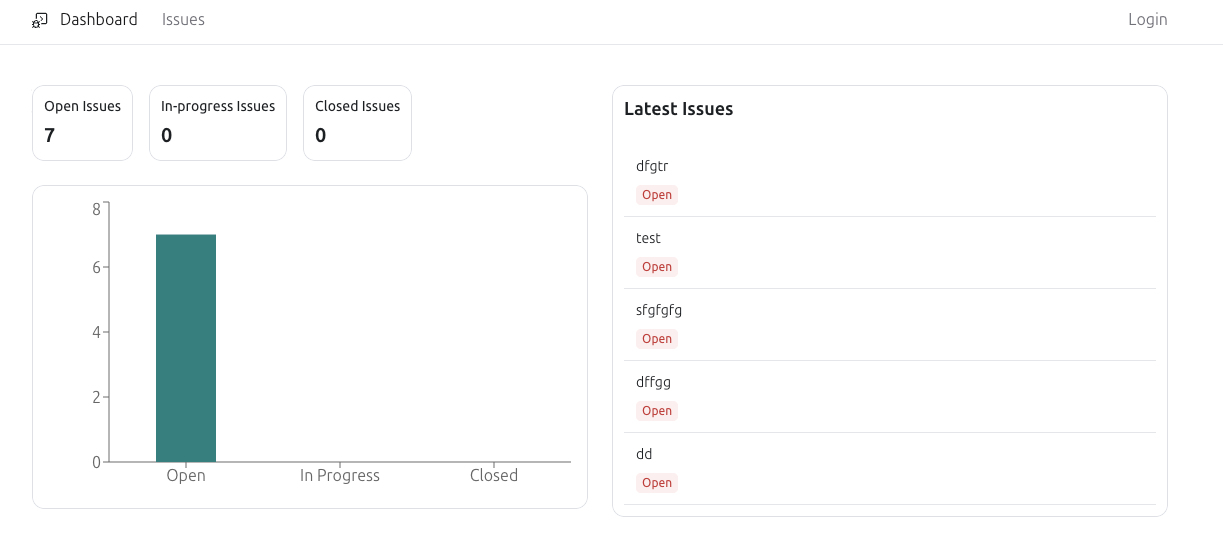 Dashboard Issues Login
Open Issues
7
In-progress Issues
0
Closed Issues
0
8
6
4
2
0
Open In Progress Closed
Latest Issues
dfgtr
Open
test
Open
sfgfgfg
Open
dffgg
Open
dd
Open